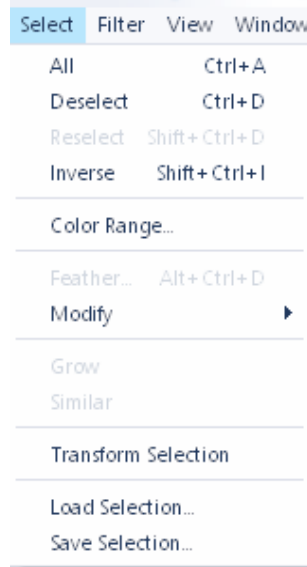 Select Filter View Window
All Ctrl+A
Deselect Ctrl+D
Reselect Shift+Ctrl+D
Inverse Shift+Ctrl+I
Color Range...
Feather... Alt+Ctrl+D
Modify
Grow
Similar
Transform Selection
Load Selection...
Save Selection...